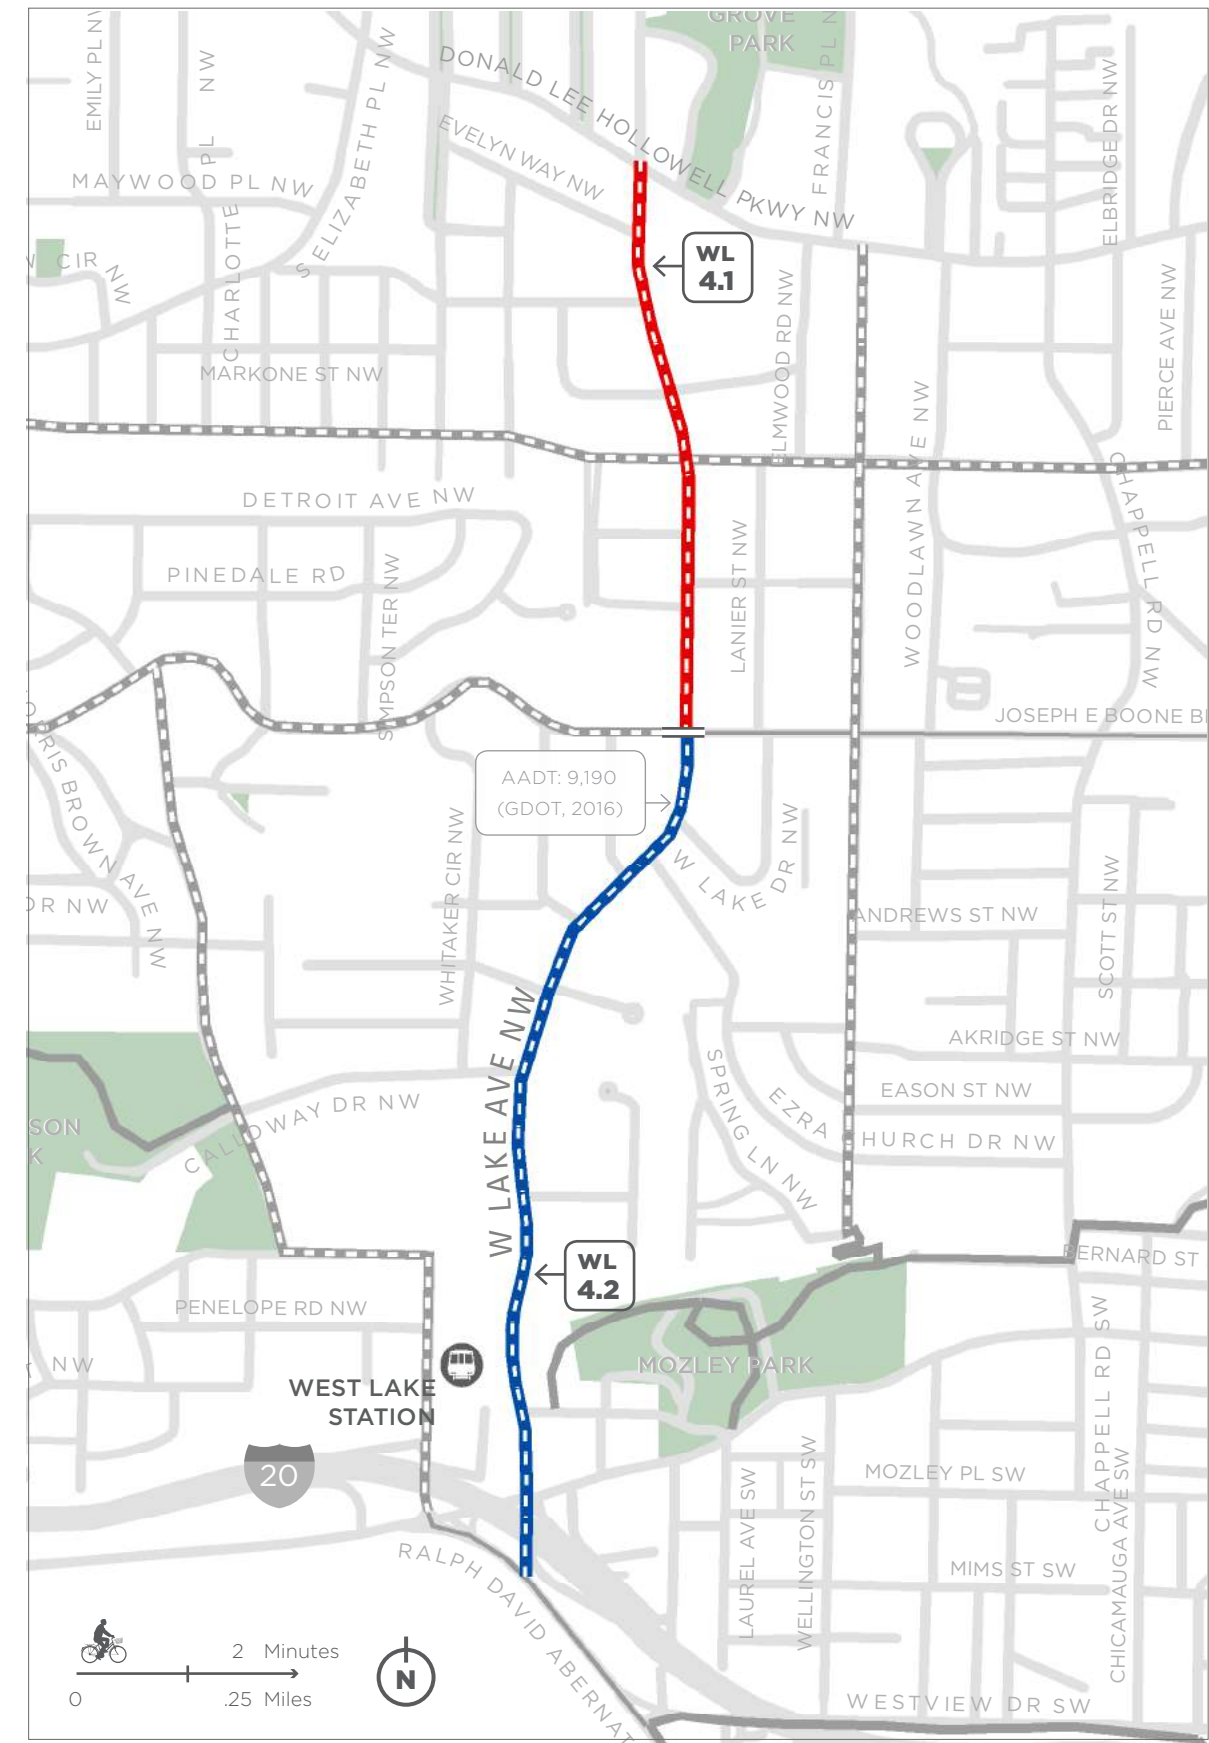 GROVE
PARK
EMILY PL NW
PL NW
S ELIZABETH PL NW
DONALD LEE HOLLOWELL PKWY NW
EVELYN WAY NW
FRANCIS PL N
ELBRIDGE DR NW
MAYWOOD PL NW
CHARLOTTE
CIR NW
WL
4.1
ELMWOOD RD NW
PIERCE AVE NW
MARKONE ST NW
WOODLAWN AVE NW
CHAPPELL RD NW
DETROIT AVE NW
PINEDALE RD
SIMPSON TER NW
LANIER ST NW
JOSEPH E BOONE
AADT: 9,190
(GDOT, 2016)
RIS BROWN AVE NW
WHITAKER CIR NW
W LAKE DR NW
DR NW
ANDREWS ST NW
SCOTT ST NW
W LAKE AVE NW
AKRIDGE ST NW
SPRING LN NW
EASON ST NW
EZRA CHURCH DR NW
CALLOWAY DR NW
SON
K
WL
4.2
BERNARD ST
PENELOPE RD NW
NW
MOZLEY PARK
WEST LAKE
STATION
20
CHAPPELL RD SW
MOZLEY PL SW
LAUREL AVE SW
WELLINGTON ST SW
CHICAMAUGA AVE SW
RALPH DAVID ABERNAT
MIMS ST SW
2 Minutes
0 .25 Miles
N
WESTVIEW DR SW